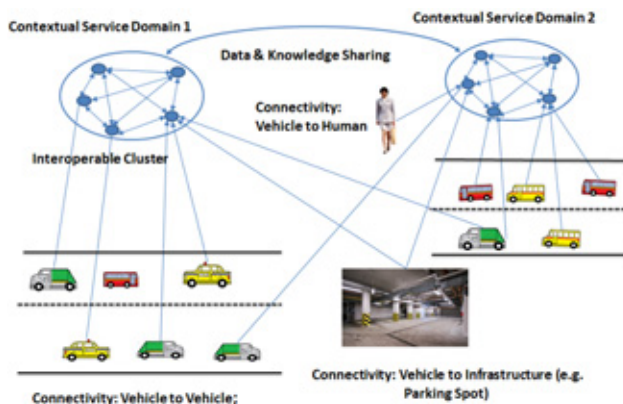 Contextual Service Domain 1
Contextual Service Domain 2
Data & Knowledge Sharing
Connectivity:
Vehicle to Human
Interoperable Cluster
Connectivity: Vehicle to Infrastructure (e.g.
Parking Spot)
Connectivity: Vehicle to Vehicle;